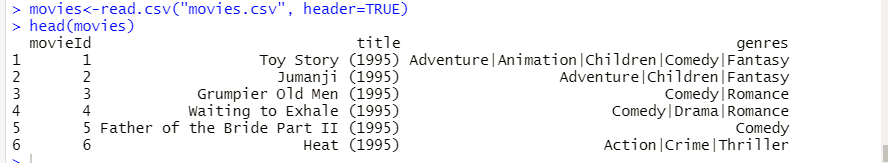 > movies<-read.csv("movies.csv", header=TRUE)
> head(movies)
movieId title genres
1 1 Toy Story (1995) Adventure|Animation|Children|Comedy|Fantasy
2 2 Jumanji (1995) Adventure|Children|Fantasy
3 3 Grumpier Old Men (1995) Comedy|Romance
4 4 Waiting to Exhale (1995) Comedy|Drama|Romance
5 5 Father of the Bride Part II (1995) Comedy
6 6 Heat (1995) Action|Crime|Thriller
>